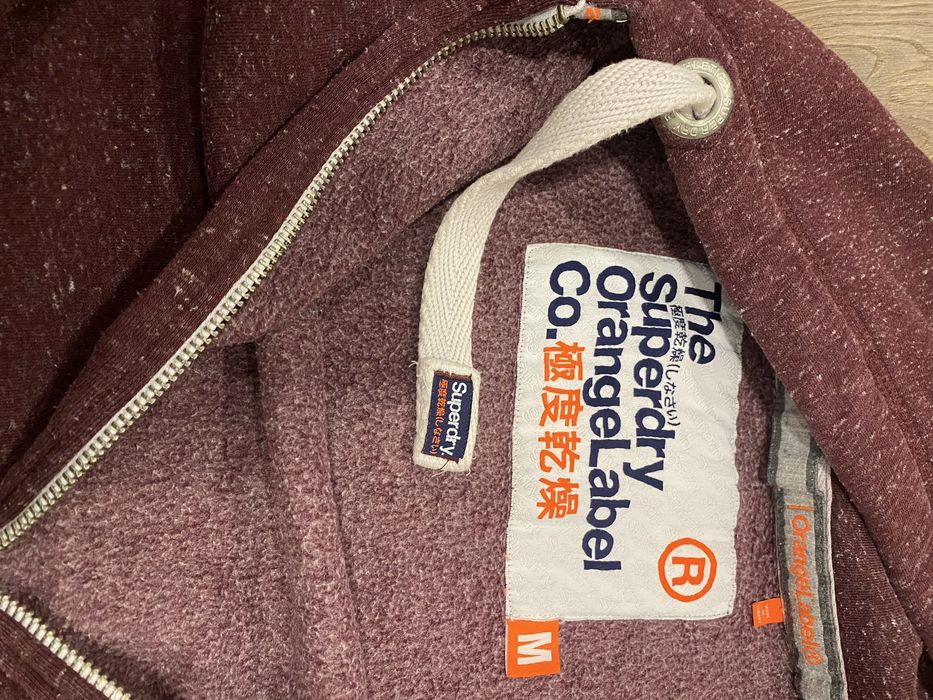 The
Superdry
極度乾燥(しなさい)
OrangeLabel
Co.極度乾燥
®
M
Superdry.
極度乾燥(しなさい)
|OrangeLabel®